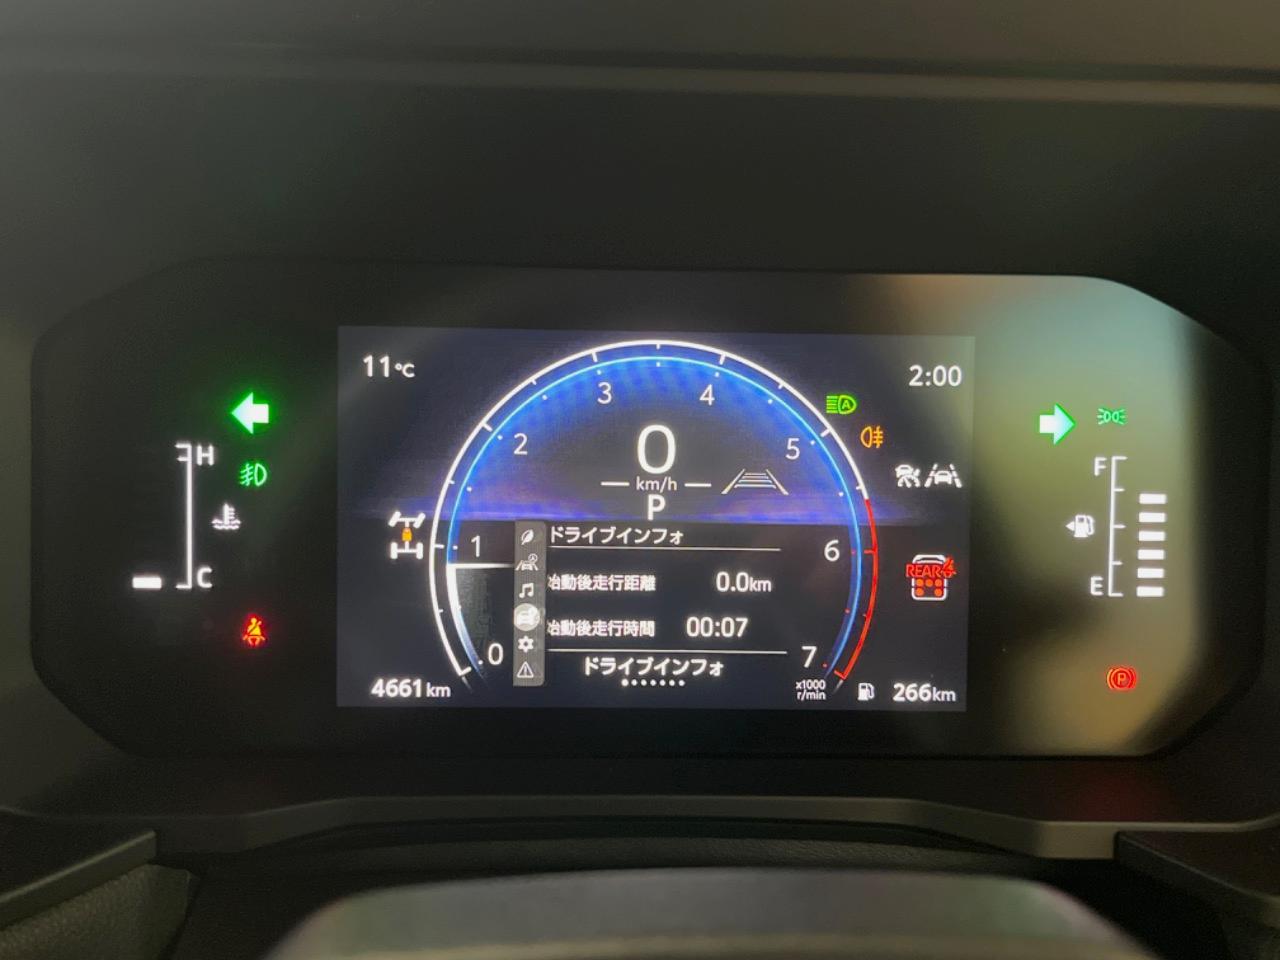 11°C
2:00
3
4
A
2
5
0
km/h
P
H
F
1
6
ドライブインフォ
始動後走行距離 0.0km
始動後走行時間 00:07
C
E
REAR
0
7
ドライブインフォ
x1000
r/min
4661km
266km
P